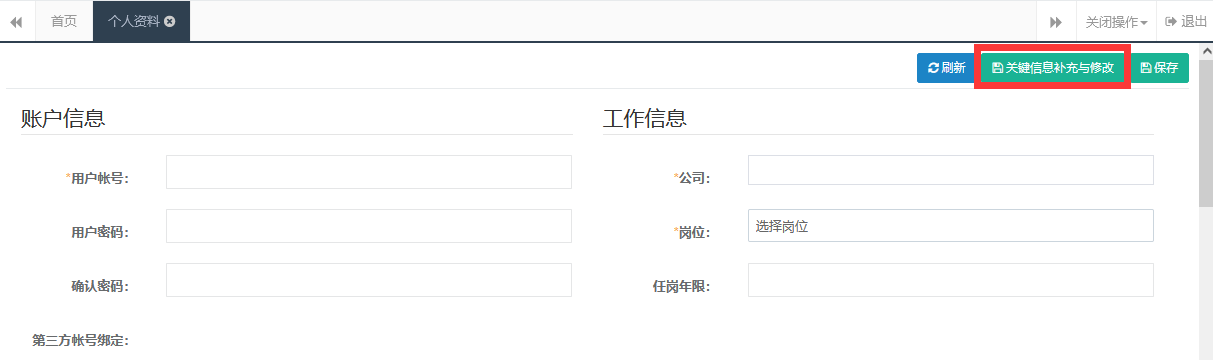 首页 个人资料 关闭操作 退出
刷新 关键信息补充与修改 保存
账户信息 工作信息
*用户帐号： *公司：
用户密码： *岗位： 选择岗位
确认密码： 任岗年限：
第三方帐号绑定：